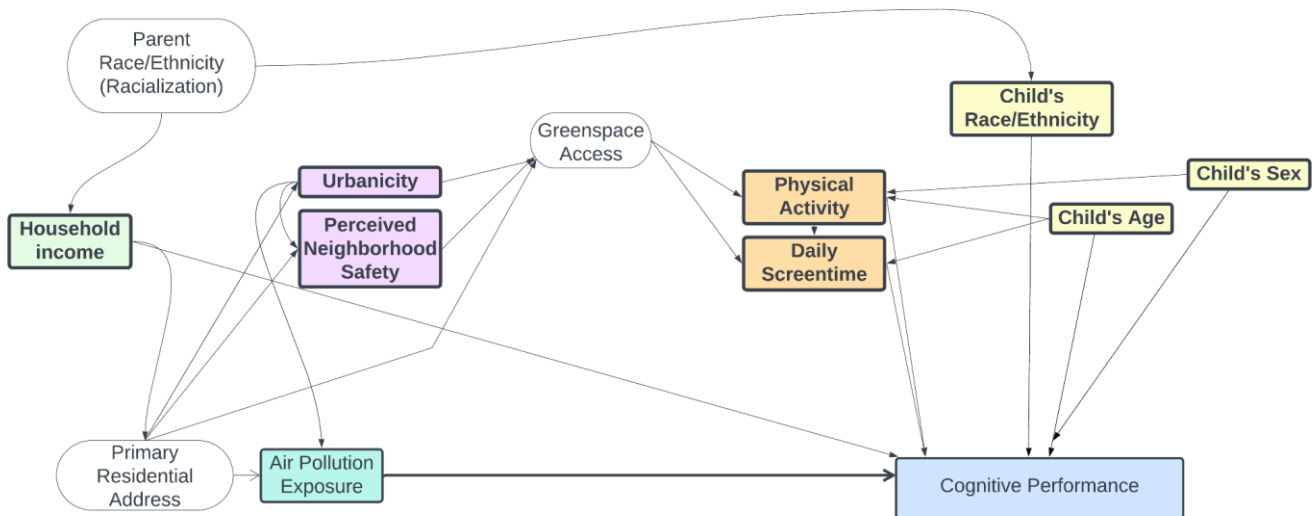 Parent
Race/Ethnicity
(Racialization)
Child's
Race/Ethnicity
Greenspace
Access
Urbanicity
Physical
Activity
Child's Sex
Household
income
Perceived
Neighborhood
Safety
Child's Age
Daily
Screentime
Primary
Residential
Address
Air Pollution
Exposure
Cognitive Performance